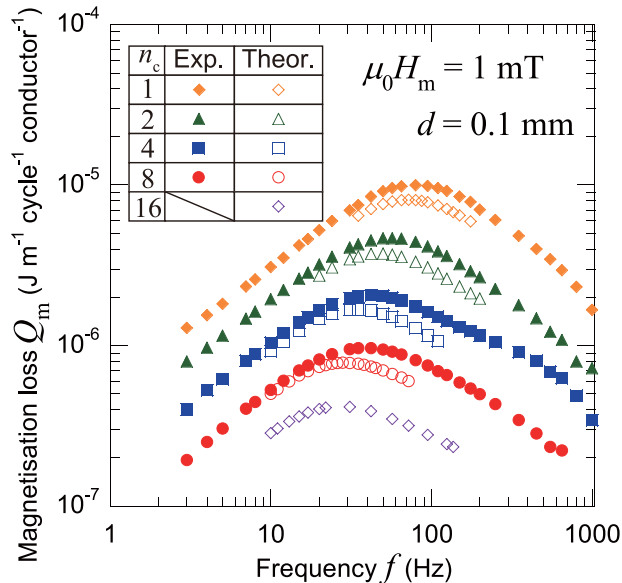 10⁻⁴
n_c Exp. Theor.
1
2
4
8
16
μ₀H_m = 1 mT
d = 0.1 mm
10⁻⁵
10⁻⁶
10⁻⁷
Magnetisation loss Q_m (J m⁻¹ cycle⁻¹ conductor⁻¹)
1 10 100 1000
Frequency f (Hz)